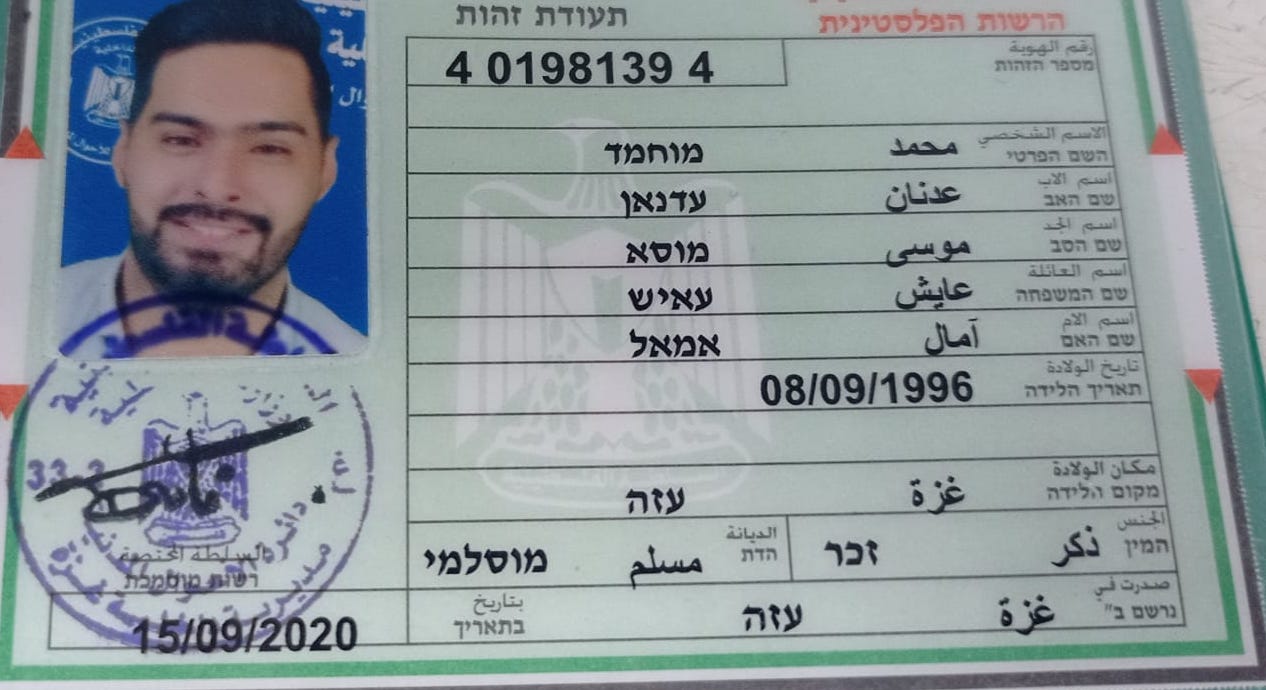 תעודת זהות
הרשות הפלסטינית
رقم الهوية
מספר הזהות
4 0198139 4
الاسم الشخصي
השם הפרטי
محمد
מוחמד
اسم الاب
שם האב
عدنان
עדנאן
اسم الجد
שם הסב
موسى
מוסא
اسم العائلة
שם המשפחה
عايش
עאיש
اسم الام
שם האם
آمال
אמאל
تاريخ الولادة
תאריך הלידה
08/09/1996
مكان الولادة
מקום הלידה
غزة
עזה
الجنس
המין
ذكر
זכר
الديانة
הדת
مسلم
מוסלמי
صدرت في
נרשם ב"
غزة
עזה
بتاريخ
בתאריך
15/09/2020
السلطة المختصة
רשות מוסמכת